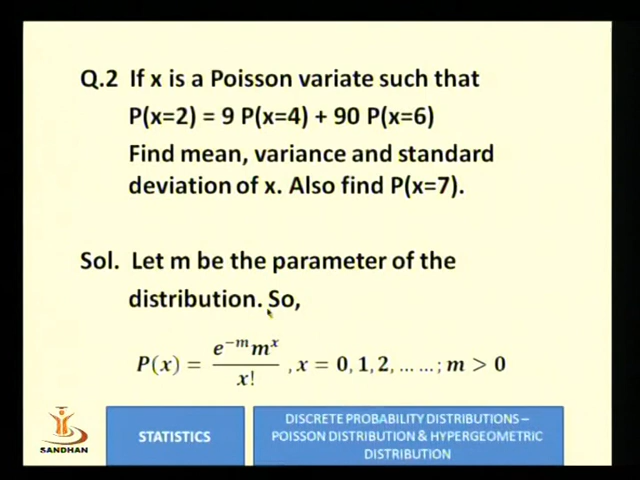 Q.2 If x is a Poisson variate such that
P(x=2) = 9 P(x=4) + 90 P(x=6)
Find mean, variance and standard
deviation of x. Also find P(x=7).
Sol. Let m be the parameter of the
distribution. So,
P(x) = e^{-m} m^x / x! , x = 0, 1, 2, … …; m > 0
STATISTICS
DISCRETE PROBABILITY DISTRIBUTIONS –
POISSON DISTRIBUTION & HYPERGEOMETRIC
DISTRIBUTION
SANDHAN